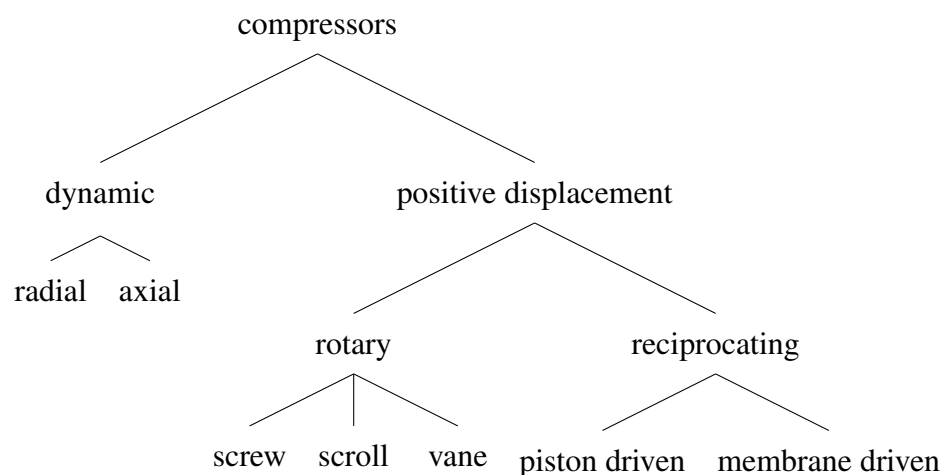 compressors
dynamic positive displacement
radial axial
rotary reciprocating
screw scroll vane piston driven membrane driven